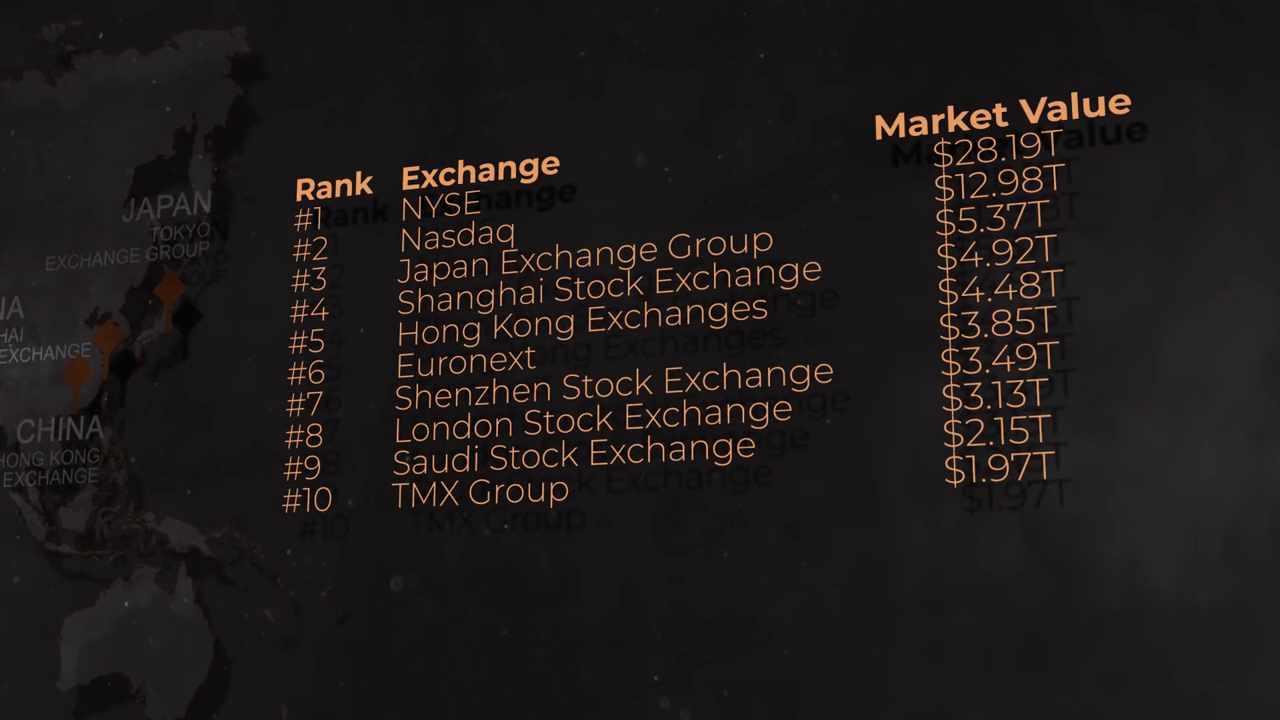 Rank Exchange Market Value
#1 NYSE $28.19T
#2 Nasdaq $12.98T
#3 Japan Exchange Group $5.37T
#4 Shanghai Stock Exchange $4.92T
#5 Hong Kong Exchanges $4.48T
#6 Euronext $3.85T
#7 Shenzhen Stock Exchange $3.49T
#8 London Stock Exchange $3.13T
#9 Saudi Stock Exchange $2.15T
#10 TMX Group $1.97T
JAPAN
TOKYO
EXCHANGE GROUP
NA
HAI
EXCHANGE
CHINA
HONG KONG
EXCHANGE